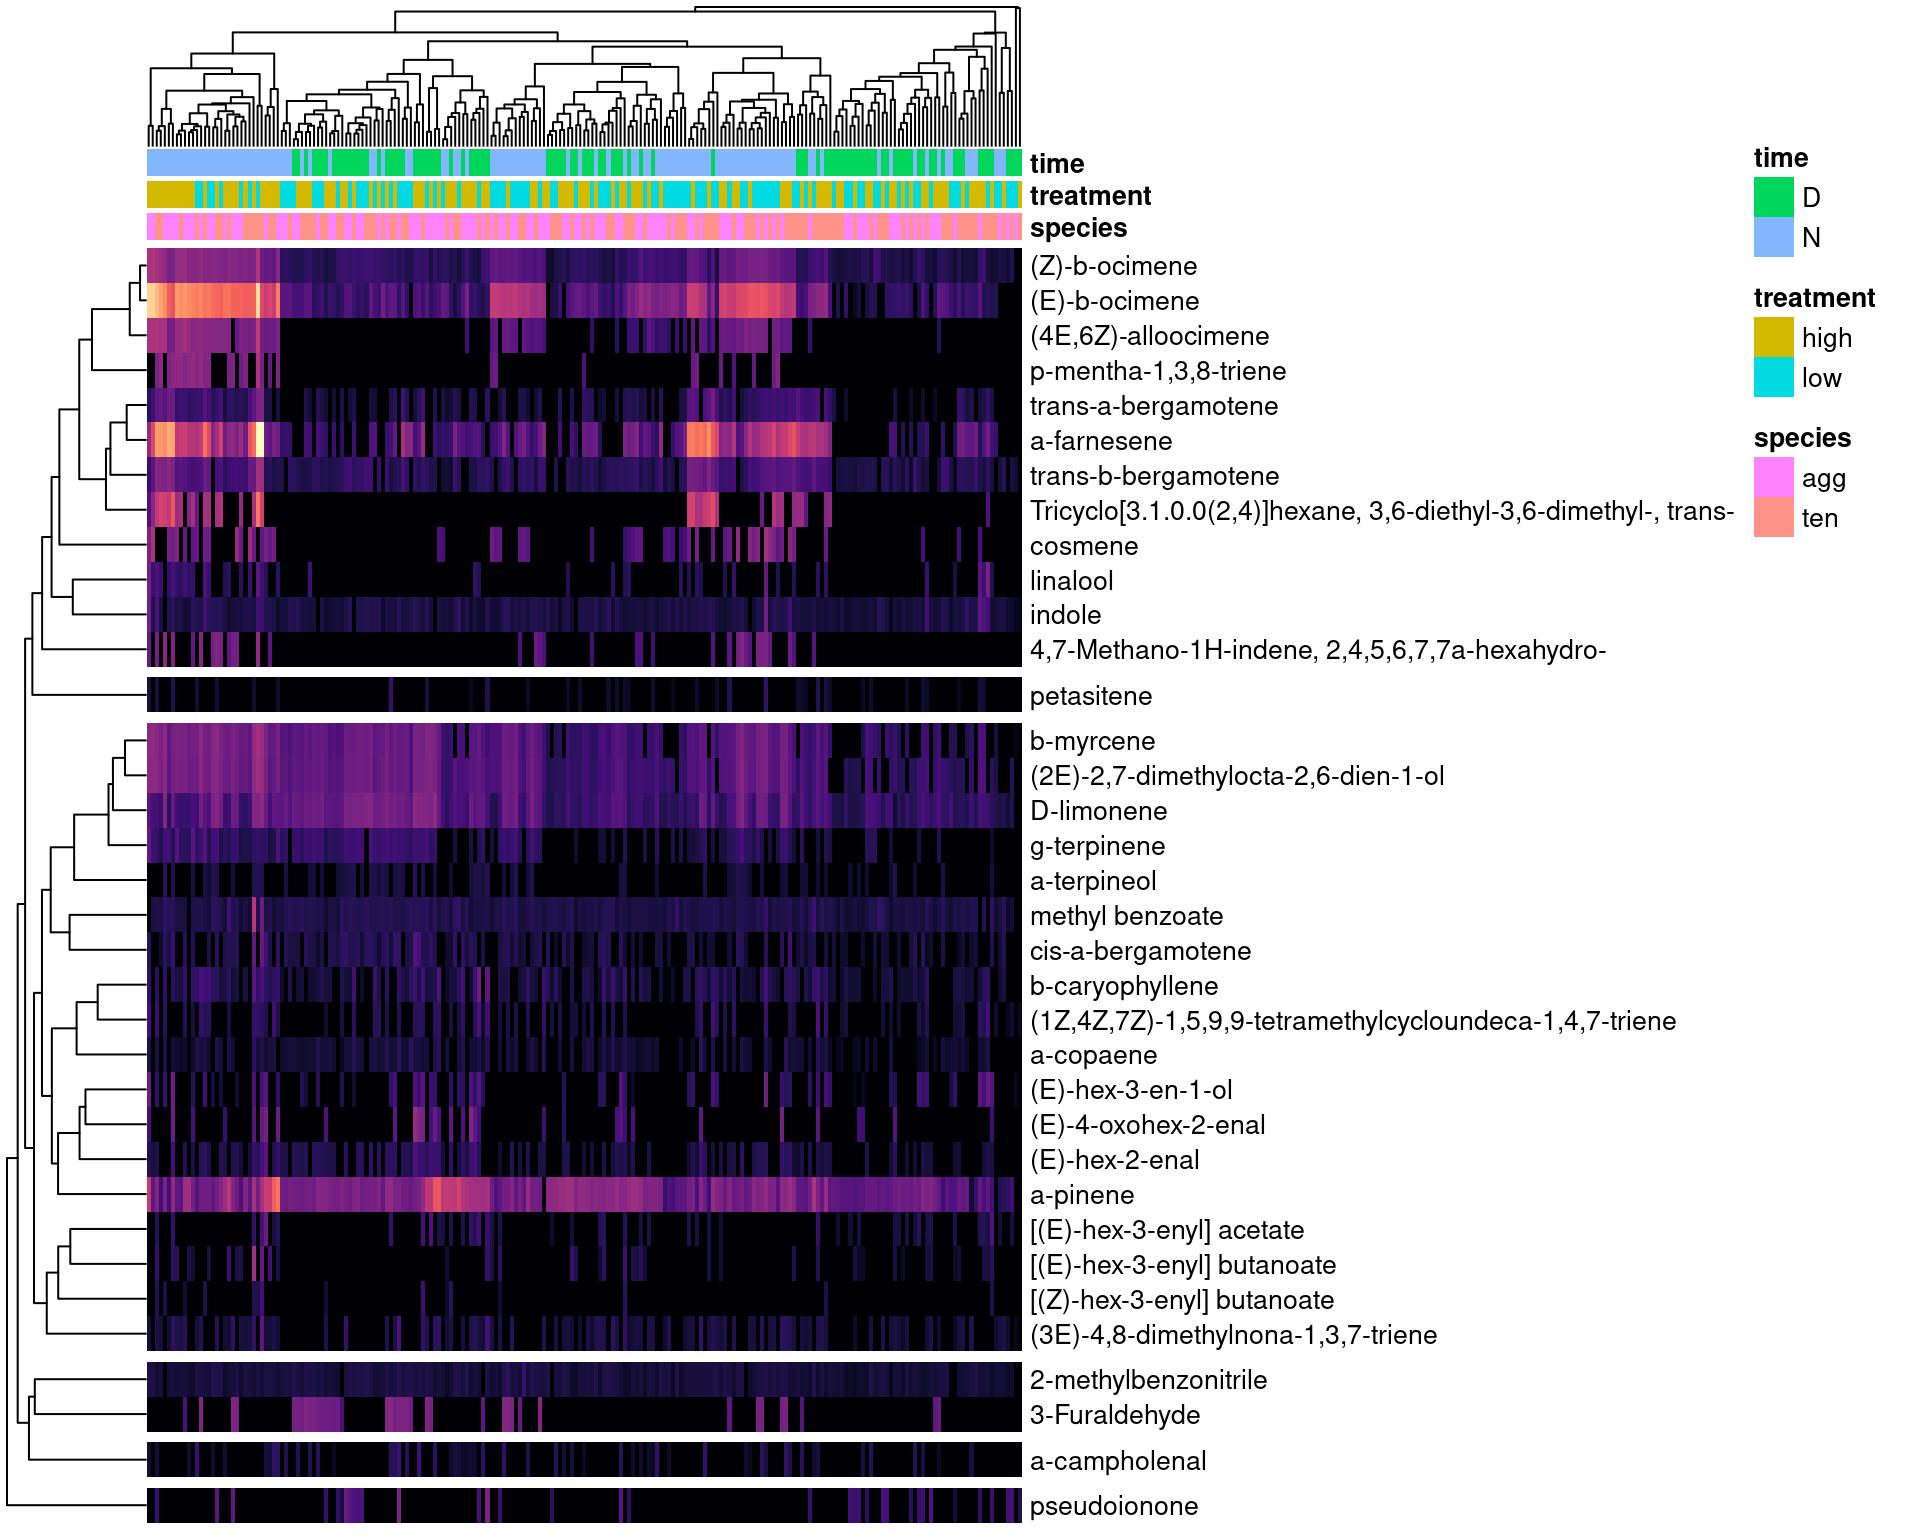 time
treatment
species
(Z)-b-ocimene
(E)-b-ocimene
(4E,6Z)-alloocimene
p-mentha-1,3,8-triene
trans-a-bergamotene
a-farnesene
trans-b-bergamotene
Tricyclo[3.1.0.0(2,4)]hexane, 3,6-diethyl-3,6-dimethyl-, trans-
cosmene
linalool
indole
4,7-Methano-1H-indene, 2,4,5,6,7,7a-hexahydro-
petasitene
b-myrcene
(2E)-2,7-dimethylocta-2,6-dien-1-ol
D-limonene
g-terpinene
a-terpineol
methyl benzoate
cis-a-bergamotene
b-caryophyllene
(1Z,4Z,7Z)-1,5,9,9-tetramethylcycloundeca-1,4,7-triene
a-copaene
(E)-hex-3-en-1-ol
(E)-4-oxohex-2-enal
(E)-hex-2-enal
a-pinene
[(E)-hex-3-enyl] acetate
[(E)-hex-3-enyl] butanoate
[(Z)-hex-3-enyl] butanoate
(3E)-4,8-dimethylnona-1,3,7-triene
2-methylbenzonitrile
3-Furaldehyde
a-campholenal
pseudoionone
time
D
N
treatment
high
low
species
agg
ten